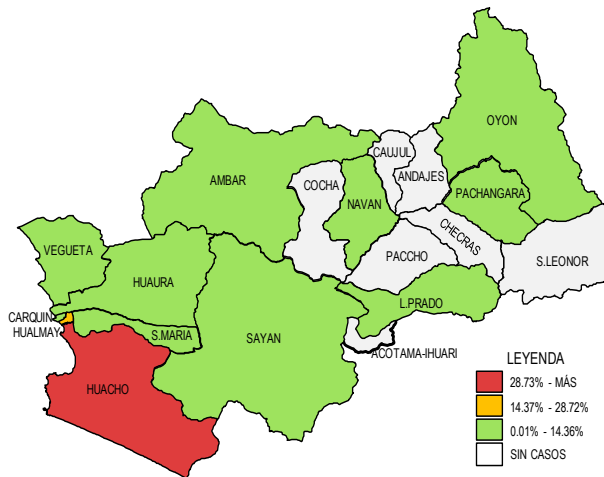 OYON
CAUJUL
ANDAJES
AMBAR
COCHA
NAVAN
PACHANGARA
CHECRAS
VEGUETA
PACCHO
S.LEONOR
HUAURA
L.PRADO
CARQUIN
HUALMAY
S.MARIA
SAYAN
ACOTAMA-IHUARI
HUACHO
LEYENDA
28.73% - MÁS
14.37% - 28.72%
0.01% - 14.36%
SIN CASOS